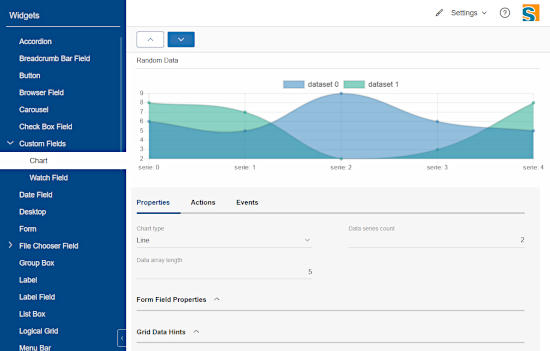 Widgets
Settings
Accordion
Breadcrumb Bar Field
Button
Browser Field
Carousel
Check Box Field
Custom Fields
Chart
Watch Field
Date Field
Desktop
Form
File Chooser Field
Group Box
Label
Label Field
List Box
Logical Grid
Menu Bar
Random Data
dataset 0
dataset 1
9
8
7
6
5
4
3
2
serie: 0
serie: 1
serie: 2
serie: 3
serie: 4
Properties
Actions
Events
Chart type
Line
Data series count
2
Data array length
5
Form Field Properties
Grid Data Hints